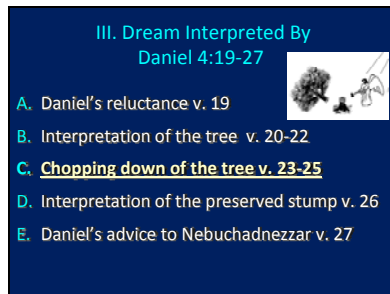 III. Dream Interpreted By
Daniel 4:19-27
A. Daniel's reluctance v. 19
B. Interpretation of the tree v. 20-22
C. Chopping down of the tree v. 23-25
D. Interpretation of the preserved stump v. 26
E. Daniel's advice to Nebuchadnezzar v. 27